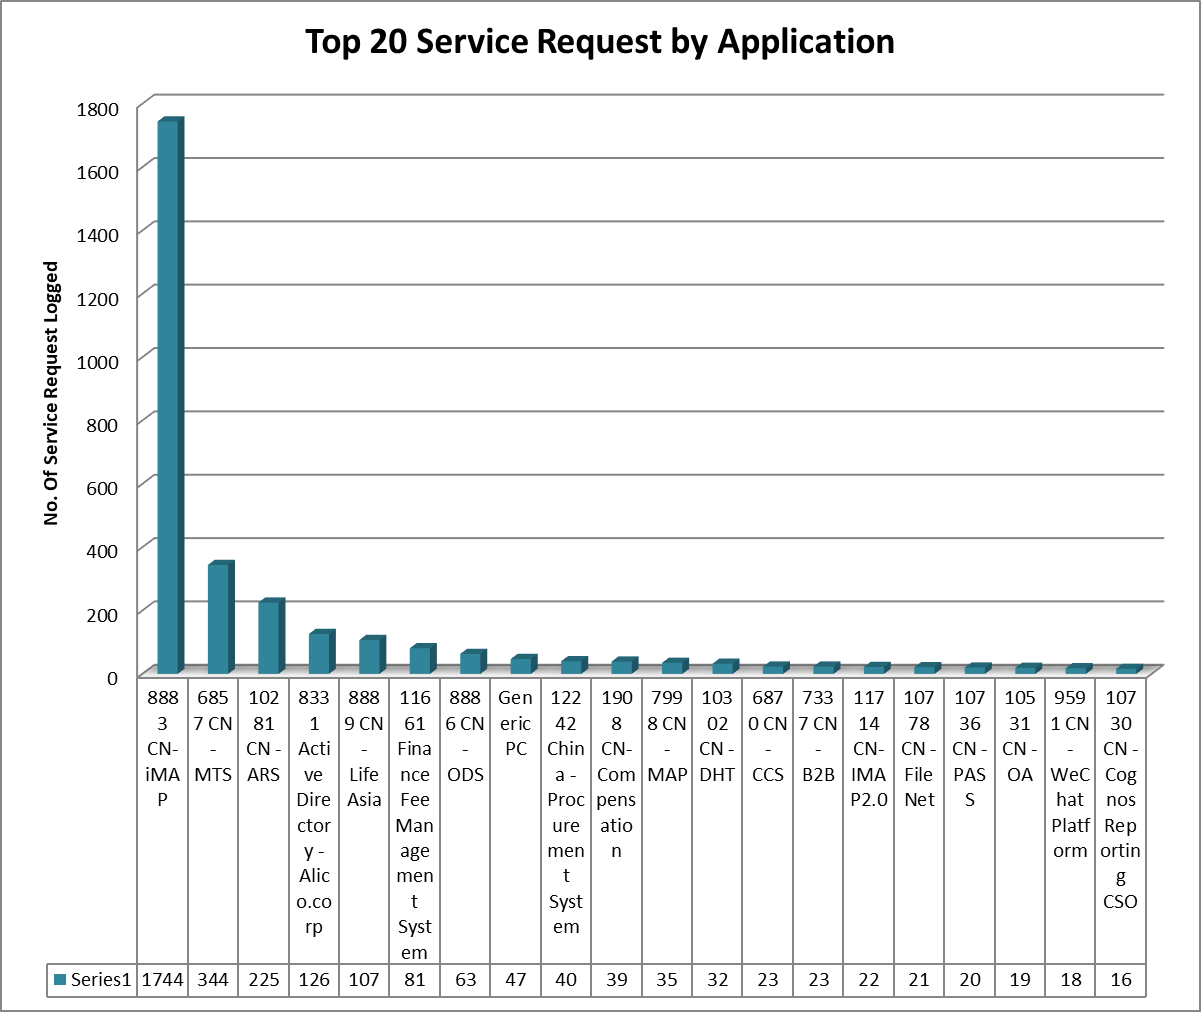 Top 20 Service Request by Application
No. Of Service Request Logged
1800
1600
1400
1200
1000
800
600
400
200
0
888
3
CN-
iMA
P
685
7 CN
-
MTS
102
81
CN -
ARS
833
1
Acti
ve
Dire
ctor
y -
Alic
o.co
rp
888
9 CN
-
Life
Asia
116
61
Fina
nce
Fee
Man
age
men
t
Syst
em
888
6 CN
-
ODS
Gen
eric
PC
122
42
Chin
a -
Proc
ure
men
t
Syst
em
190
8
CN-
Com
pens
atio
n
799
8 CN
-
MAP
103
02
CN -
DHT
687
0 CN
-
CCS
733
7 CN
-
B2B
117
14
CN-
IMA
P2.0
107
78
CN -
File
Net
107
36
CN -
PAS
S
105
31
CN -
OA
959
1 CN
-
WeC
hat
Platf
orm
107
30
CN -
Cog
nos
Rep
ortin
g
CSO
Series1 1744 344 225 126 107 81 63 47 40 39 35 32 23 23 22 21 20 19 18 16